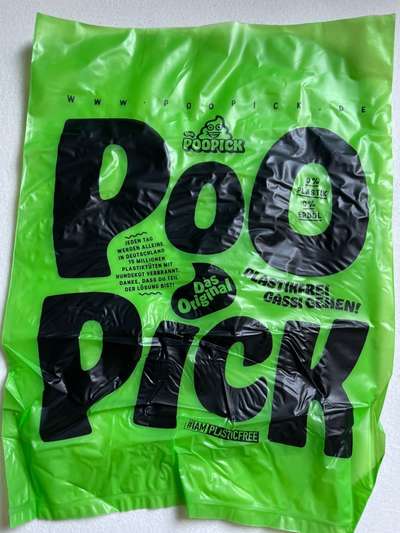 WWW.POOPICK.DE
POOPICK
POO
0%
PLASTIK
0%
ERDÖL
JEDEN TAG
WERDEN ALLEINE
IN DEUTSCHLAND
10 MILLIONEN
PLASTIKTÜTEN MIT
HUNDEKOT VERBRANNT.
DANKE, DASS DU TEIL
DER LÖSUNG BIST!
Das
Original
PLASTIKFREI
GASSI GEHEN!
PICK
#IAMPLASTICFREE